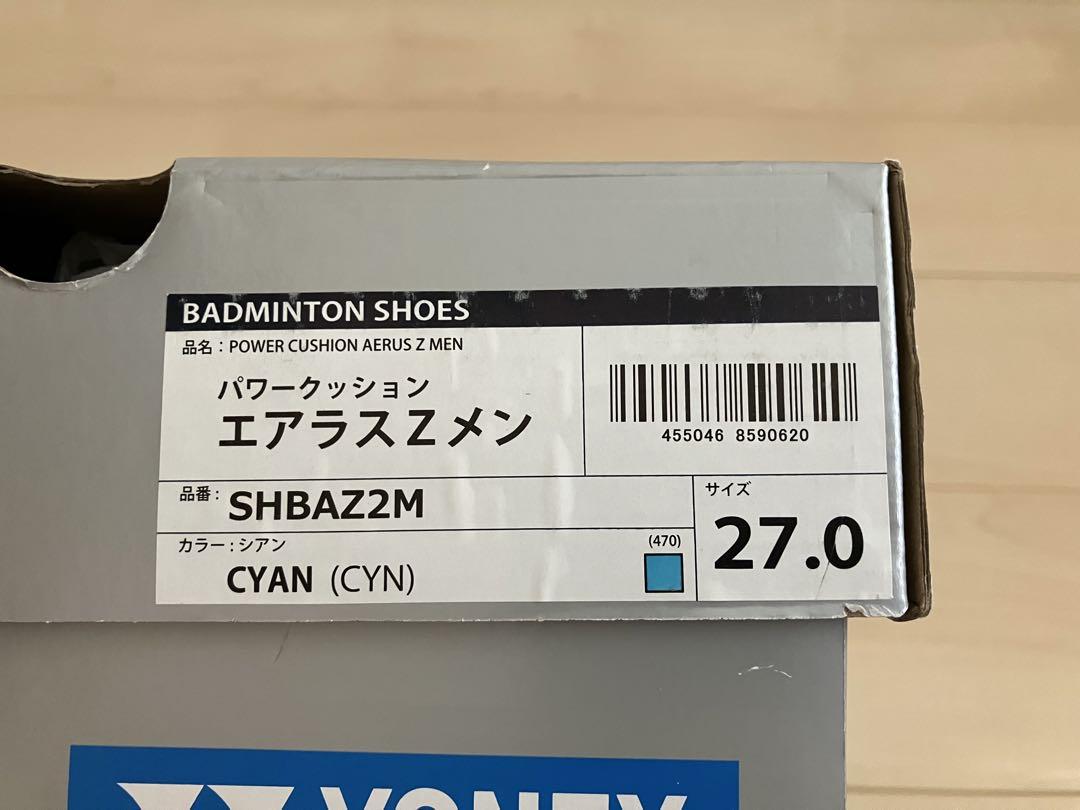 BADMINTON SHOES
品名：POWER CUSHION AERUS Z MEN
パワークッション
エアラスZメン
455046 8590620
品番：SHBAZ2M
サイズ
27.0
カラー：シアン
(470)
CYAN (CYN)
YONEX